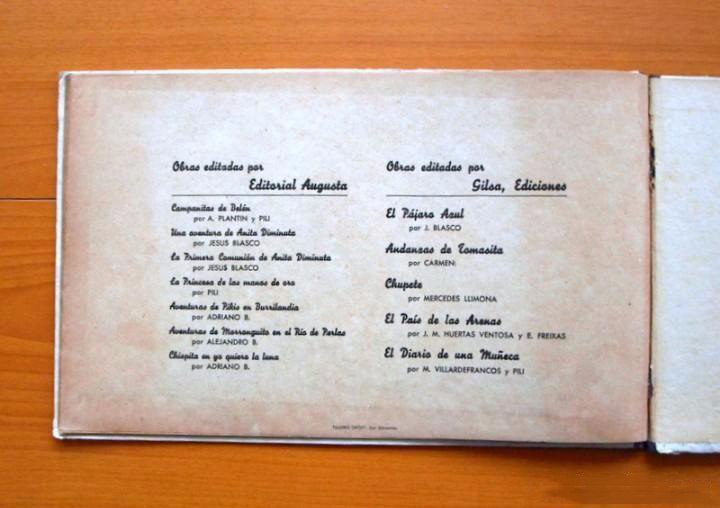 Obras editadas por
Editorial Augusta
Campanitas de Belén
por A. PLANTIN y PILI
Una aventura de Anita Diminuta
por JESUS BLASCO
La Primera Comunión de Anita Diminuta
por JESUS BLASCO
La Princesa de las manos de oro
por PILI
Aventuras de Pikis en Burrilandia
por ADRIANO B.
Aventuras de Marronguito en el Río de Perlas
por ALEJANDRO B.
Chispita en yo quiero la luna
por ADRIANO B.
Obras editadas por
Gilsa, Ediciones
El Pájaro Azul
por J. BLASCO
Andanzas de Tomasita
por CARMEN:
Chupete
por MERCEDES LLIMONA
El País de las Arenas
por J. M. HUERTAS VENTOSA y E. FREIXAS
El Diario de una Muñeca
por M. VILLARDEFRANCOS y PILI